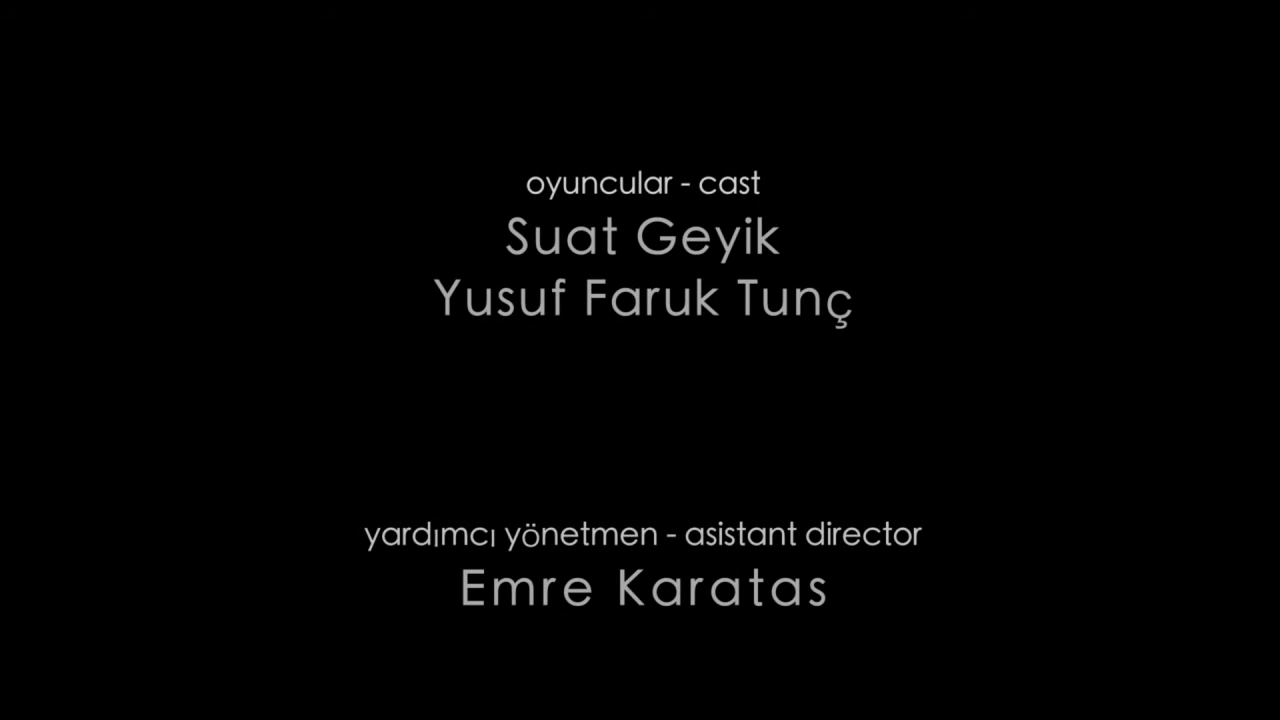 oyuncular - cast
Suat Geyik
Yusuf Faruk Tunç
yardımcı yönetmen - asistant director
Emre Karatas